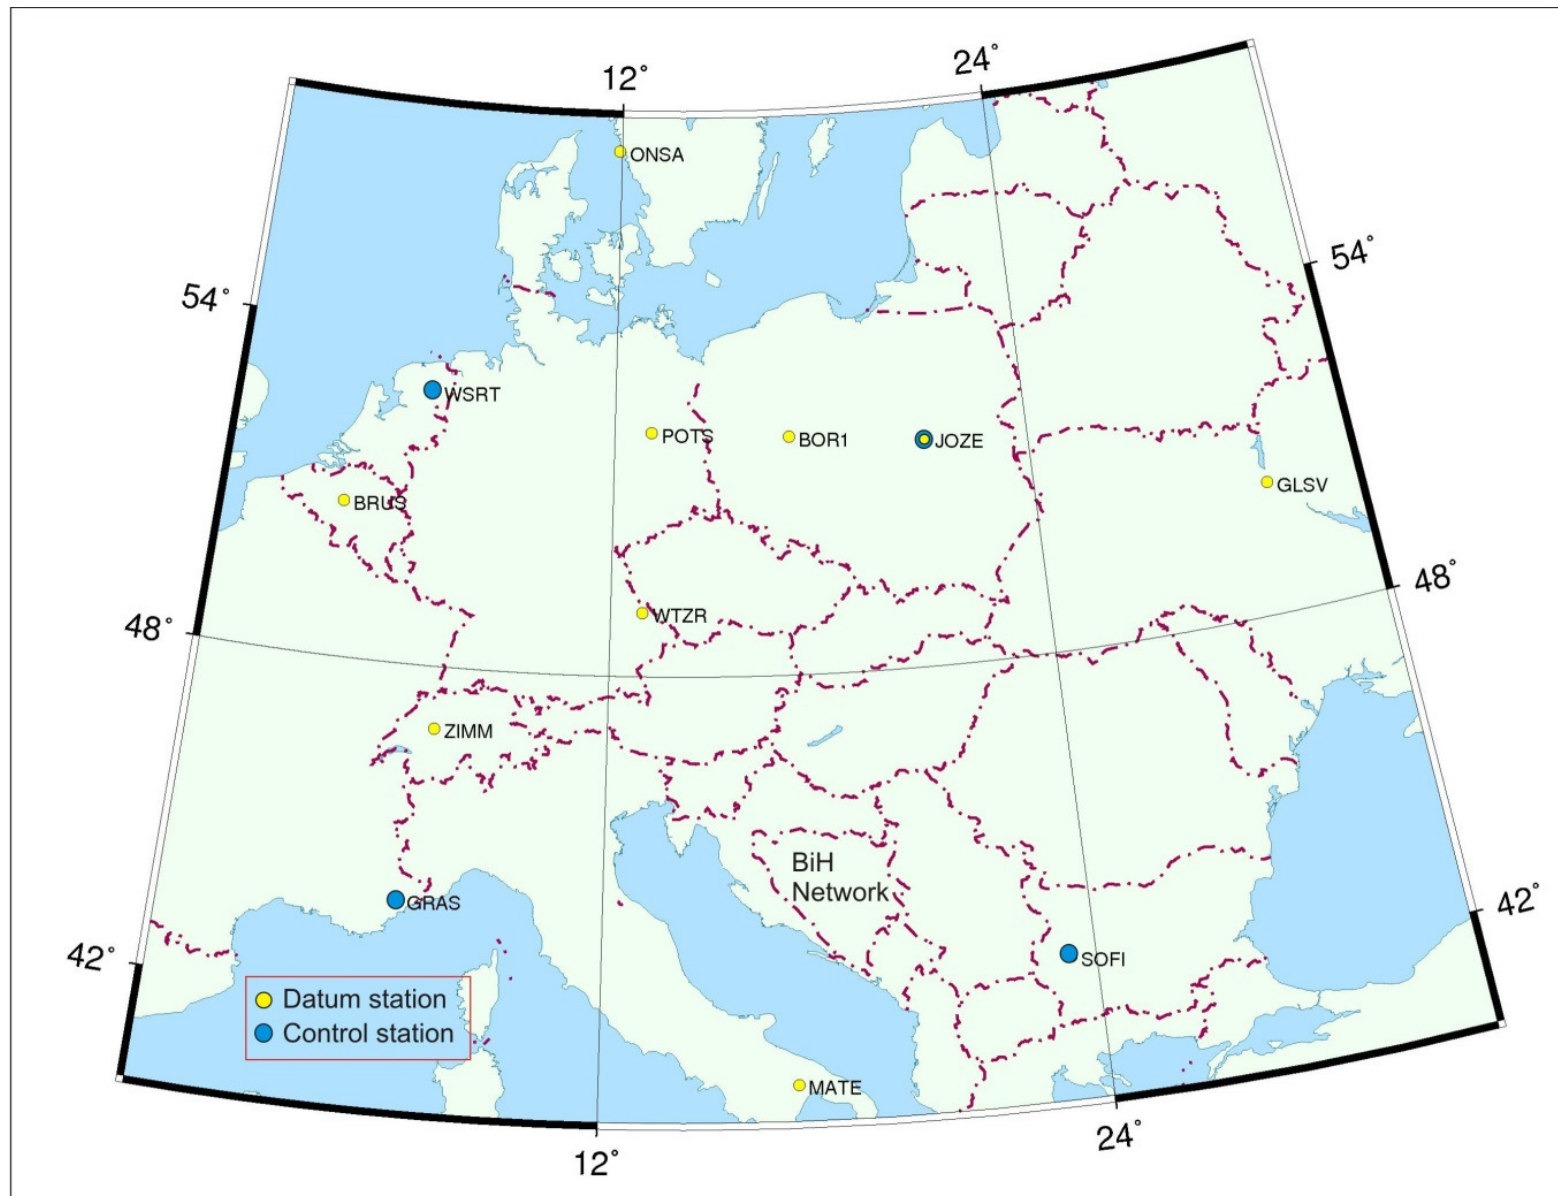 12°
24°
ONSA
54°
54°
WSRT
POTS
BOR1
JOZE
GLSV
BRUS
48°
WTZR
48°
ZIMM
BiH
Network
GRAS
42°
42°
SOFI
Datum station
Control station
MATE
12°
24°